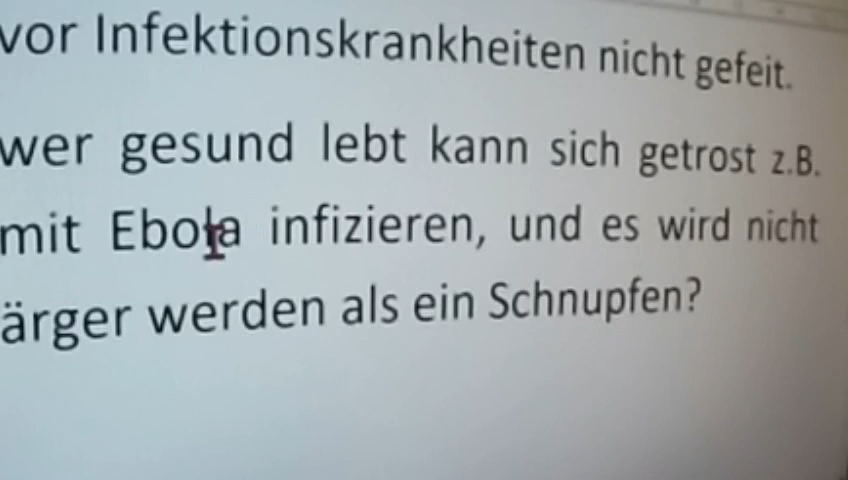 vor Infektionskrankheiten nicht gefeit.
wer gesund lebt kann sich getrost z.B.
mit Ebola infizieren, und es wird nicht
ärger werden als ein Schnupfen?